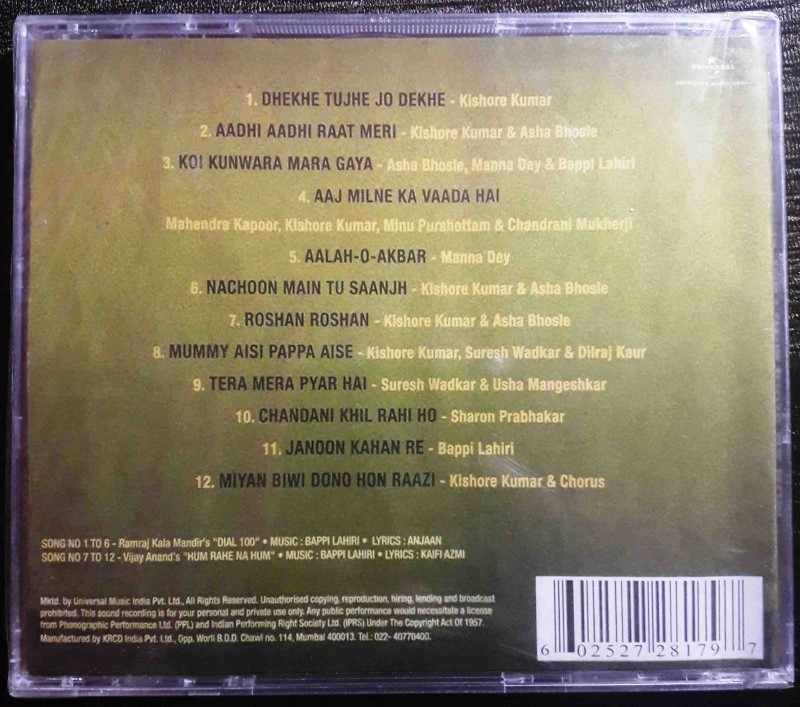 UNIVERSAL
1. DHEKHE TUJHE JO DEKHE - Kishore Kumar
2. AADHI AADHI RAAT MERI - Kishore Kumar & Asha Bhosle
3. KOI KUNWARA MARA GAYA - Asha Bhosle, Manna Dey & Bappi Lahiri
4. AAJ MILNE KA VAADA HAI
Mahendra Kapoor, Kishore Kumar, Minu Purshottam & Chandrani Mukherji
5. AALAH-O-AKBAR - Manna Dey
6. NACHOON MAIN TU SAANJH - Kishore Kumar & Asha Bhosle
7. ROSHAN ROSHAN - Kishore Kumar & Asha Bhosle
8. MUMMY AISI PAPPA AISE - Kishore Kumar, Suresh Wadkar & Dilraj Kaur
9. TERA MERA PYAR HAI - Suresh Wadkar & Usha Mangeshkar
10. CHANDANI KHIL RAHI HO - Sharon Prabhakar
11. JANOON KAHAN RE - Bappi Lahiri
12. MIYAN BIWI DONO HON RAAZI - Kishore Kumar & Chorus
SONG NO 1 TO 6 - Ramraj Kala Mandir's "DIAL 100" • MUSIC : BAPPI LAHIRI • LYRICS : ANJAAN
SONG NO 7 TO 12 - Vijay Anand's "HUM RAHE NA HUM" • MUSIC : BAPPI LAHIRI • LYRICS : KAIFI AZMI
Mktd. by Universal Music India Pvt. Ltd., All Rights Reserved. Unauthorised copying, reproduction, hiring, lending and broadcast
prohibited. This sound recording is for your personal and private use only. Any public performance would necessitate a license
from Phonographic Performance Ltd. (PPL) and Indian Performing Right Society Ltd. (IPRS) Under The Copyright Act Of 1957.
Manufactured by KRCD India Pvt. Ltd., Opp. Worli B.D.D. Chawl no. 114, Mumbai 400013. Tel.: 022- 40770400.
6 02527 28179 7